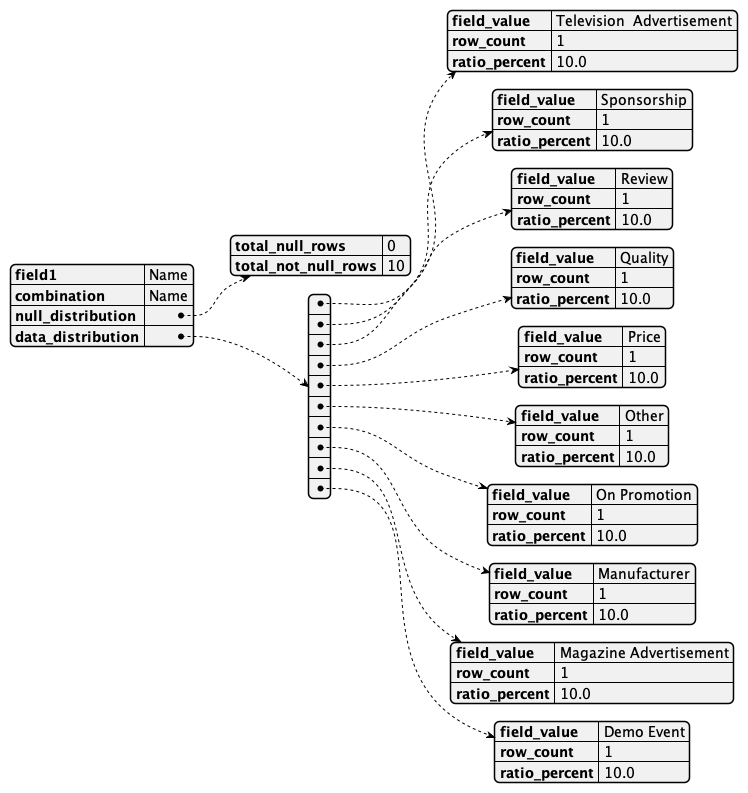 field1 Name
combination Name
null_distribution
data_distribution
total_null_rows 0
total_not_null_rows 10
field_value Television  Advertisement
row_count 1
ratio_percent 10.0
field_value Sponsorship
row_count 1
ratio_percent 10.0
field_value Review
row_count 1
ratio_percent 10.0
field_value Quality
row_count 1
ratio_percent 10.0
field_value Price
row_count 1
ratio_percent 10.0
field_value Other
row_count 1
ratio_percent 10.0
field_value On Promotion
row_count 1
ratio_percent 10.0
field_value Manufacturer
row_count 1
ratio_percent 10.0
field_value Magazine Advertisement
row_count 1
ratio_percent 10.0
field_value Demo Event
row_count 1
ratio_percent 10.0